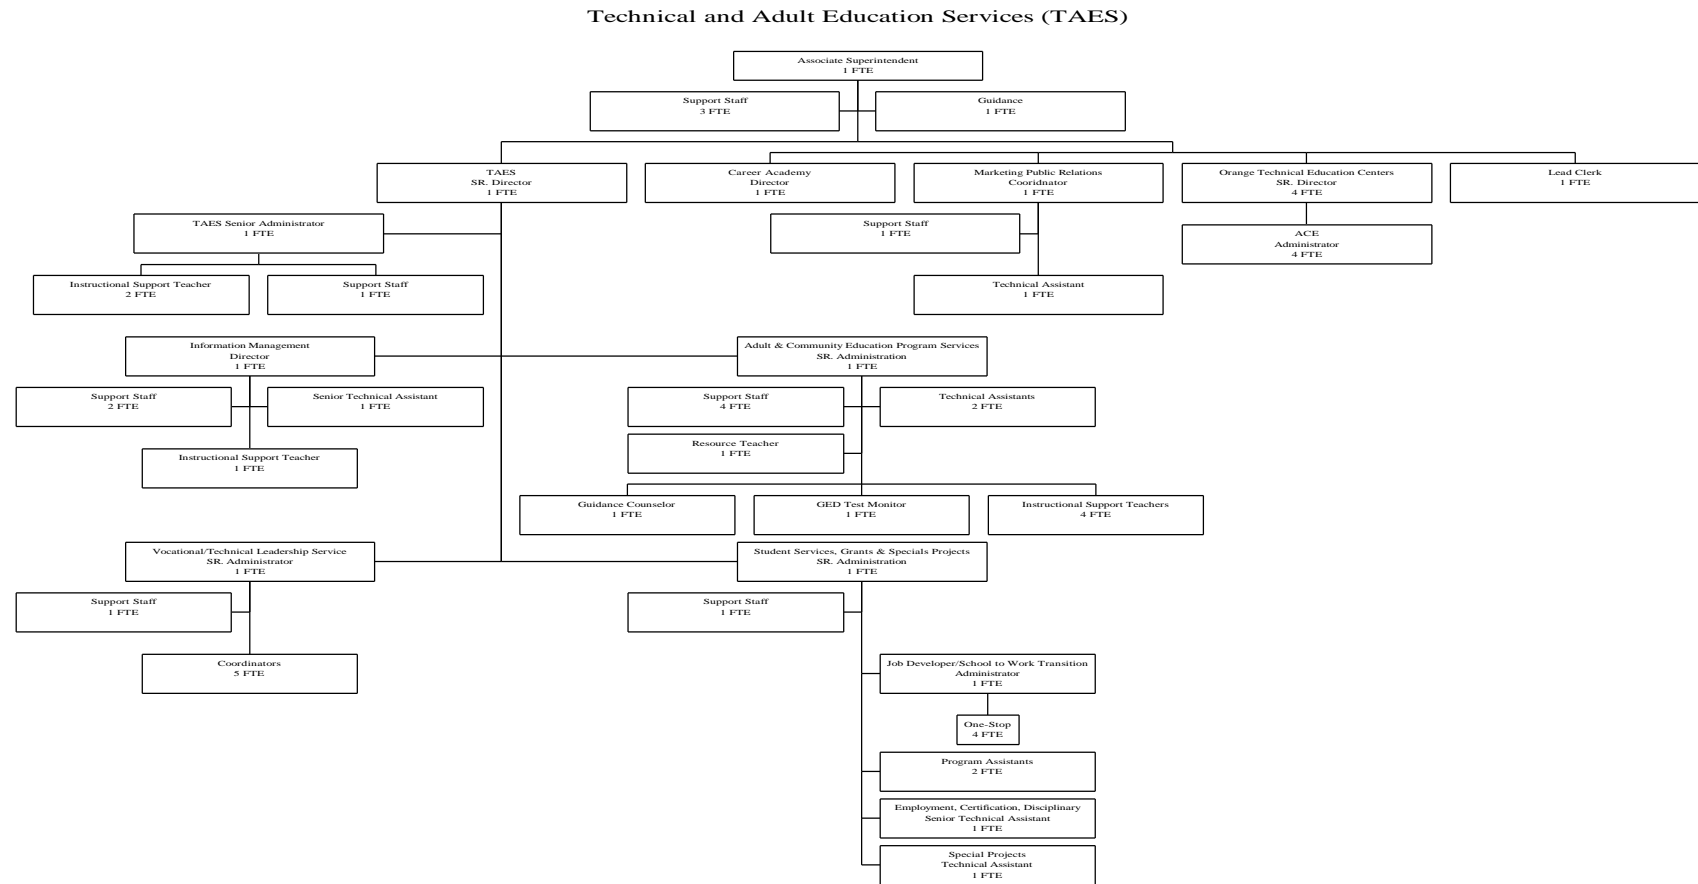 Technical and Adult Education Services (TAES)
Associate Superintendent
1 FTE
Support Staff
3 FTE
Guidance
1 FTE
TAES
SR. Director
1 FTE
Career Academy
Director
1 FTE
Marketing Public Relations
Cooridnator
1 FTE
Orange Technical Education Centers
SR. Director
4 FTE
Lead Clerk
1 FTE
TAES Senior Administrator
1 FTE
Support Staff
1 FTE
ACE
Administrator
4 FTE
Instructional Support Teacher
2 FTE
Support Staff
1 FTE
Technical Assistant
1 FTE
Information Management
Director
1 FTE
Adult & Community Education Program Services
SR. Administration
1 FTE
Support Staff
2 FTE
Senior Technical Assistant
1 FTE
Support Staff
4 FTE
Technical Assistants
2 FTE
Resource Teacher
1 FTE
Instructional Support Teacher
1 FTE
Guidance Counselor
1 FTE
GED Test Monitor
1 FTE
Instructional Support Teachers
4 FTE
Vocational/Technical Leadership Service
SR. Administrator
1 FTE
Student Services, Grants & Specials Projects
SR. Administration
1 FTE
Support Staff
1 FTE
Support Staff
1 FTE
Coordinators
5 FTE
Job Developer/School to Work Transition
Administrator
1 FTE
One-Stop
4 FTE
Program Assistants
2 FTE
Employment, Certification, Disciplinary
Senior Technical Assistant
1 FTE
Special Projects
Technical Assistant
1 FTE